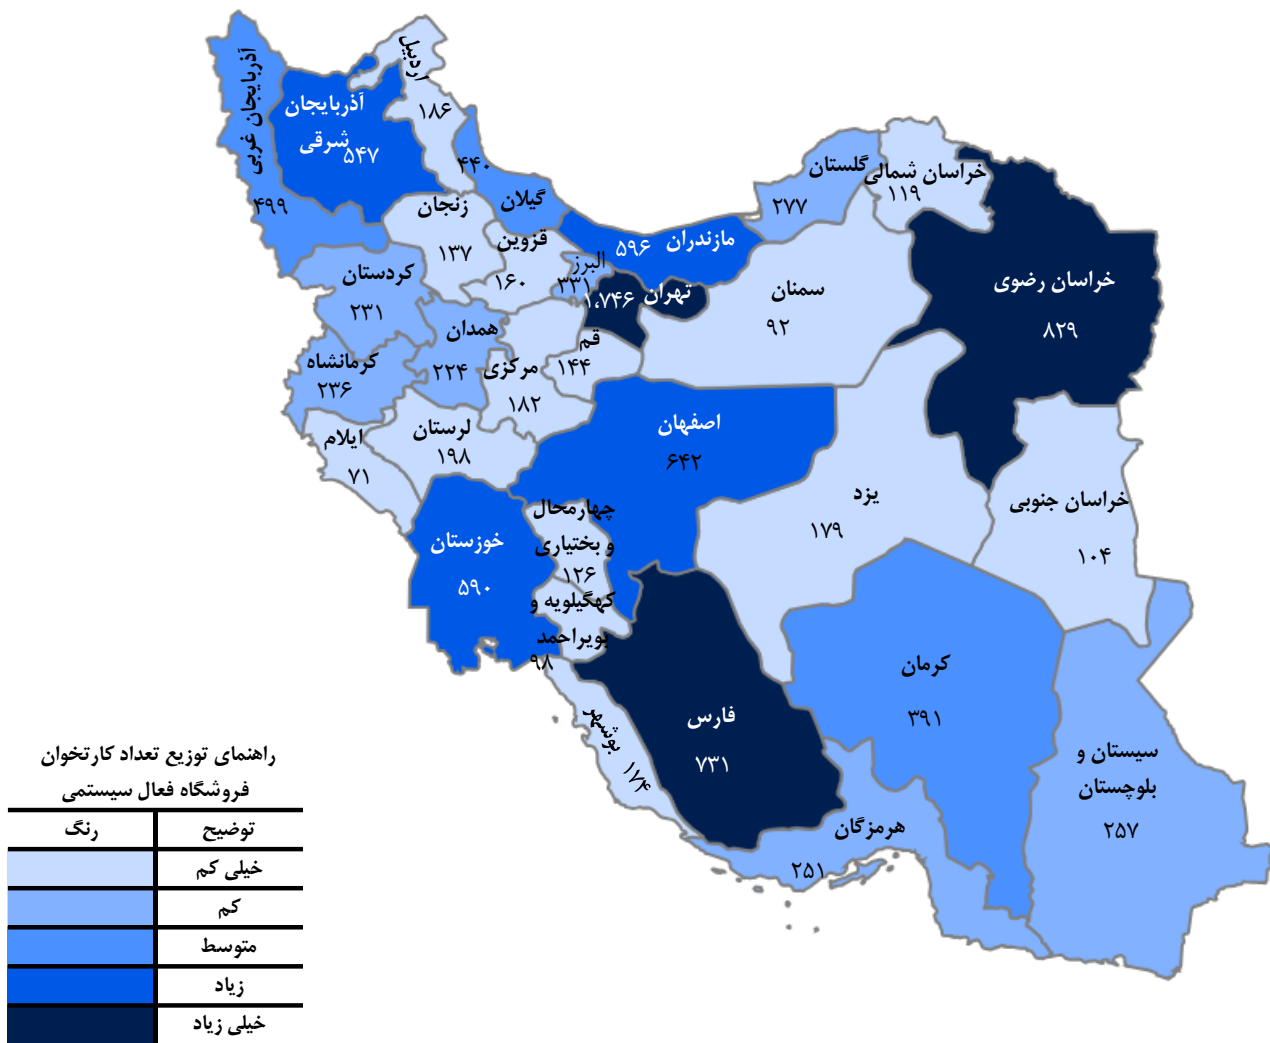 اردبیل
۱۸۶
آذربایجان غربی
۴۹۹
آذربایجان
شرقی
۵۴۷
۴۴۰
گیلان
گلستان
۲۷۷
خراسان شمالی
۱۱۹
خراسان رضوی
۸۲۹
زنجان
۱۳۷
قزوین
۱۶۰
البرز
۳۳۱
مازندران
۵۹۶
تهران
۱،۷۴۶
سمنان
۹۲
کردستان
۲۳۱
همدان
۲۲۴
کرمانشاه
۲۳۶
مرکزی
۱۸۲
قم
۱۴۴
ایلام
۷۱
لرستان
۱۹۸
اصفهان
۶۴۲
یزد
۱۷۹
خراسان جنوبی
۱۰۴
خوزستان
۵۹۰
چهارمحال
و بختیاری
۱۲۶
کهگیلویه و
بویراحمد
۹۸
فارس
۷۳۱
بوشهر
۱۷۴
کرمان
۳۹۱
سیستان و
بلوچستان
۲۵۷
هرمزگان
۲۵۱
راهنمای توزیع تعداد کارتخوان
فروشگاه فعال سیستمی
توضیح رنگ
خیلی کم
کم
متوسط
زیاد
خیلی زیاد